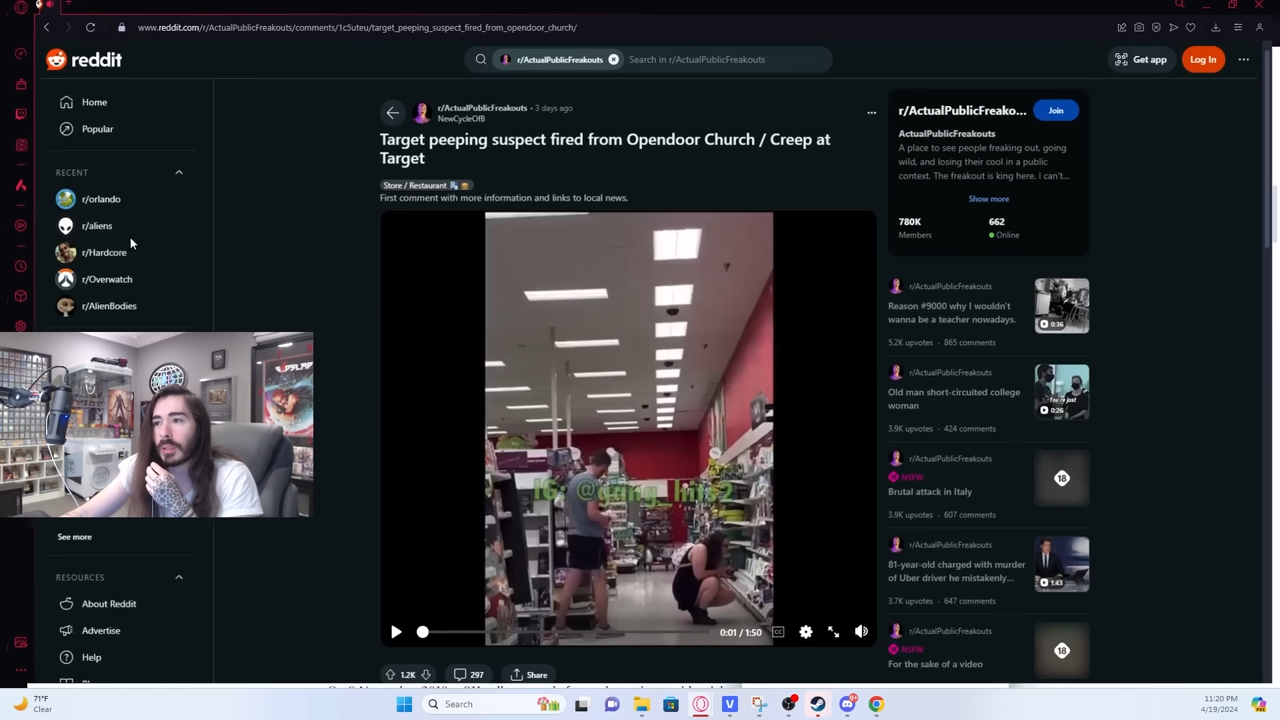 www.reddit.com/r/ActualPublicFreakouts/comments/1c5uteu/target_peeping_suspect_fired_from_opendoor_church/
reddit
r/ActualPublicFreakouts
Search in r/ActualPublicFreakouts
Get app
Log In
Home
Popular
RECENT
r/orlando
r/aliens
r/Hardcore
r/Overwatch
r/AlienBodies
See more
RESOURCES
About Reddit
Advertise
Help
r/ActualPublicFreakouts • 3 days ago
NewCycleOfB
Target peeping suspect fired from Opendoor Church / Creep at
Target
Store / Restaurant
First comment with more information and links to local news.
IG: @gang_hits2
0:01 / 1:50
CC
1.2K
297
Share
r/ActualPublicFreako...
Join
ActualPublicFreakouts
A place to see people freaking out, going
wild, and losing their cool in a public
context. The freakout is king here. I can't...
Show more
780K
662
Members
Online
r/ActualPublicFreakouts
Reason #9000 why I wouldn't
wanna be a teacher nowadays.
0:36
5.2K upvotes · 865 comments
r/ActualPublicFreakouts
Old man short-circuited college
woman
You're just
0:26
3.9K upvotes · 424 comments
r/ActualPublicFreakouts
NSFW
Brutal attack in Italy
18
3.9K upvotes · 607 comments
r/ActualPublicFreakouts
81-year-old charged with murder
of Uber driver he mistakenly...
1:43
3.7K upvotes · 647 comments
r/ActualPublicFreakouts
NSFW
For the sake of a video
18
71°F
Clear
Search
11:20 PM
4/19/2024